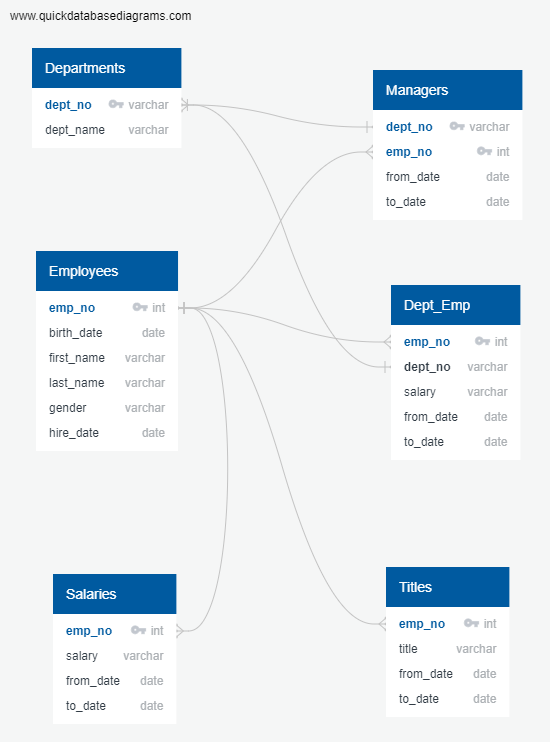 www.quickdatabasediagrams.com
Departments
dept_no varchar
dept_name varchar
Managers
dept_no varchar
emp_no int
from_date date
to_date date
Employees
emp_no int
birth_date date
first_name varchar
last_name varchar
gender varchar
hire_date date
Dept_Emp
emp_no int
dept_no varchar
salary varchar
from_date date
to_date date
Salaries
emp_no int
salary varchar
from_date date
to_date date
Titles
emp_no int
title varchar
from_date date
to_date date